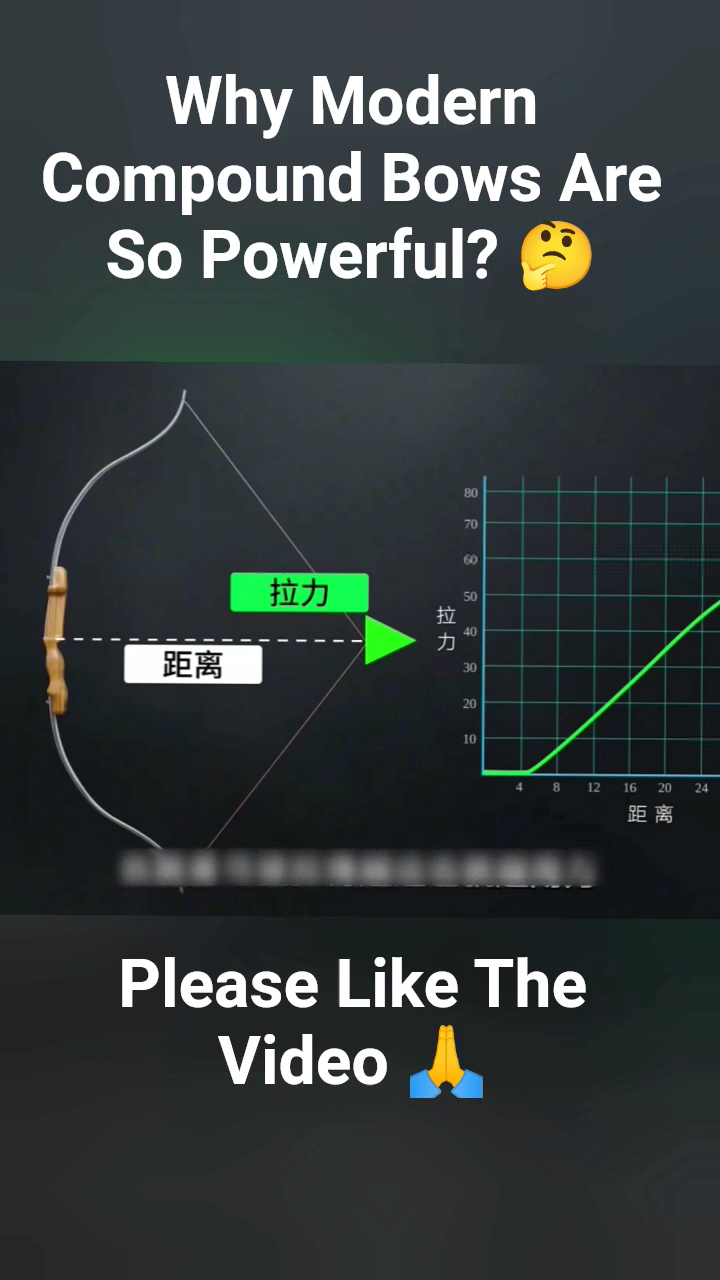 Why Modern
Compound Bows Are
So Powerful? 🤔
拉力
距离
拉力
80
70
60
50
40
30
20
10
4 8 12 16 20 24
距离
Please Like The
Video 🙏